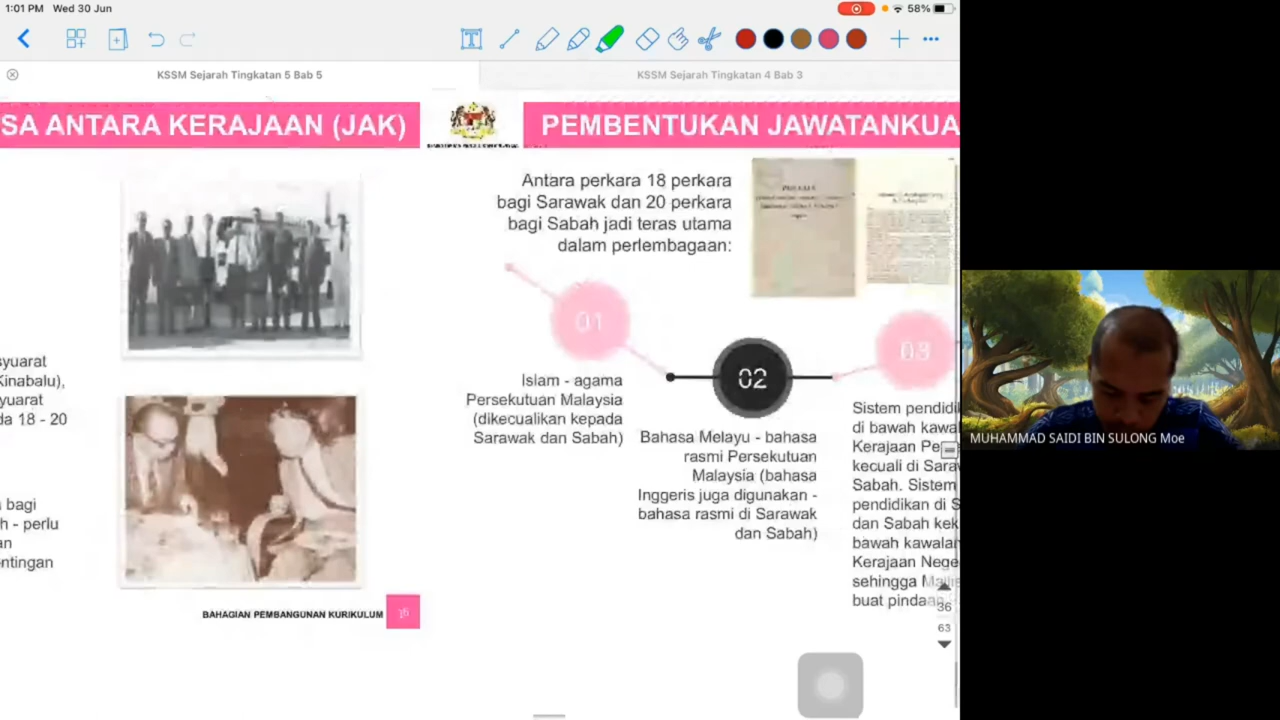 1:01 PM Wed 30 Jun
58%
KSSM Sejarah Tingkatan 5 Bab 5
KSSM Sejarah Tingkatan 4 Bab 3
SA ANTARA KERAJAAN (JAK)
syuarat
Kinabalu),
yuarat
da 18 - 20
bagi
h - perlu
an
entingan
BAHAGIAN PEMBANGUNAN KURIKULUM
16
PEMBENTUKAN JAWATANKUA
Antara perkara 18 perkara
bagi Sarawak dan 20 perkara
bagi Sabah jadi teras utama
dalam perlembagaan:
01
Islam - agama
Persekutuan Malaysia
(dikecualikan kepada
Sarawak dan Sabah)
02
Bahasa Melayu - bahasa
rasmi Persekutuan
Malaysia (bahasa
Inggeris juga digunakan -
bahasa rasmi di Sarawak
dan Sabah)
03
Sistem pendidi
di bawah kawa
Kerajaan Pe
kecuali di Sara
Sabah. Sistem
pendidikan di S
dan Sabah kek
bawah kawalan
Kerajaan Nege
sehingga Maj
buat pindaan
36
63
MUHAMMAD SAIDI BIN SULONG Moe